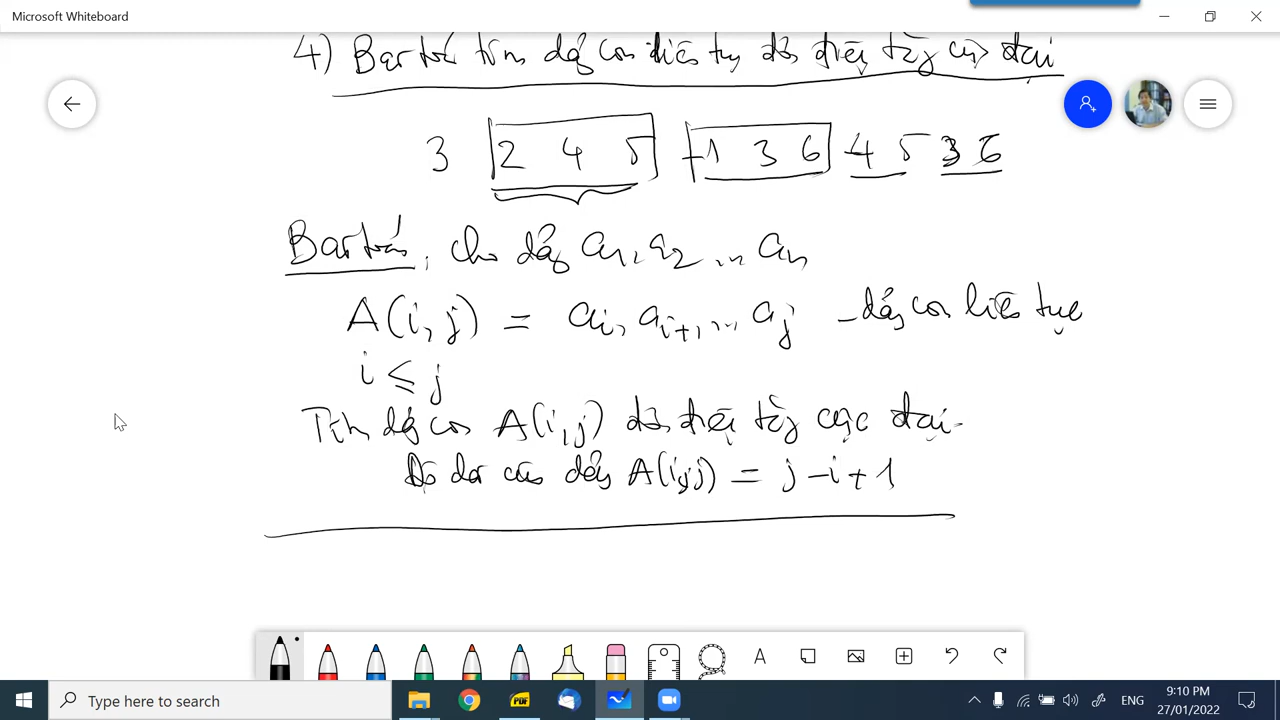 Microsoft Whiteboard
4) Bài toán tìm dãy con liên tục đơn điệu tăng cực đại
3 2 4 5 -1 3 6 4 5 3 6
Bài toán, cho dãy a1, a2 ... an
A(i, j) = ai, ai+1, ... aj - dãy con liên tục
i ≤ j
Tìm dãy con A(i, j) đơn điệu tăng cực đại.
Độ dài của dãy A(i,j) = j - i + 1
A
Type here to search
PDF
ENG
9:10 PM
27/01/2022